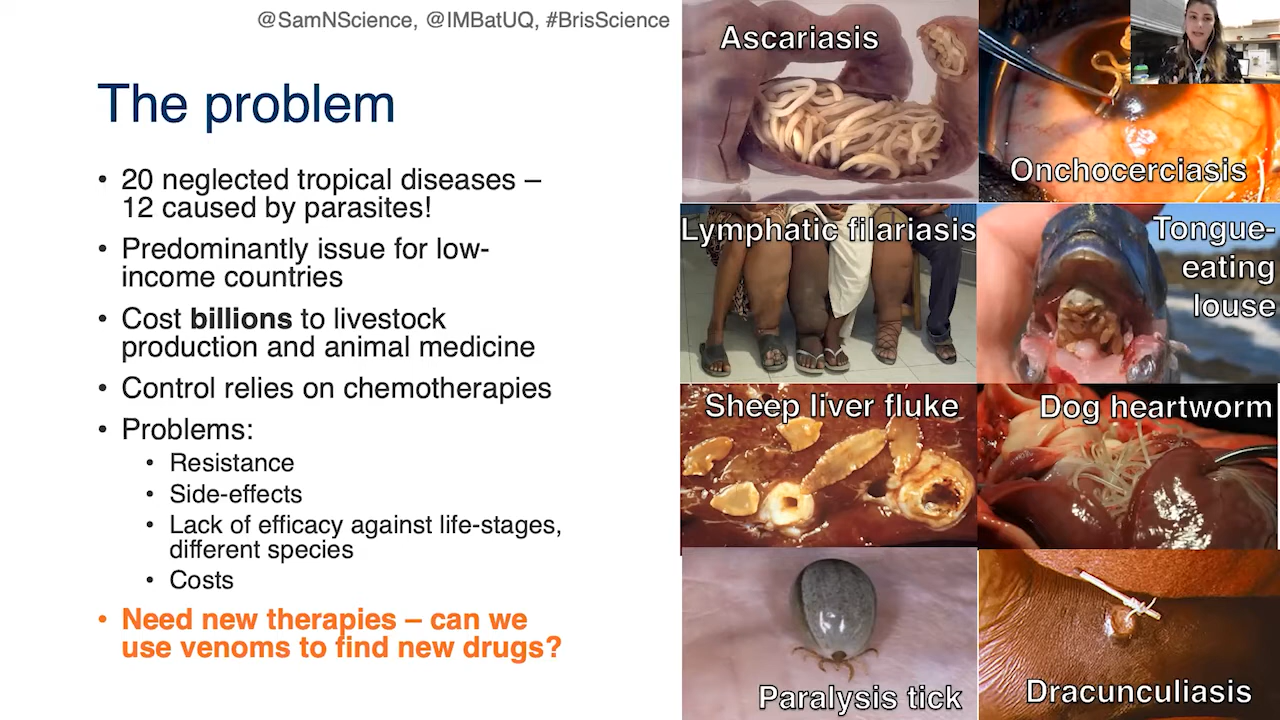 @SamNScience, @IMBatUQ, #BrisScience
The problem
• 20 neglected tropical diseases –
12 caused by parasites!
• Predominantly issue for low-
income countries
• Cost billions to livestock
production and animal medicine
• Control relies on chemotherapies
• Problems:
• Resistance
• Side-effects
• Lack of efficacy against life-stages,
different species
• Costs
• Need new therapies – can we
use venoms to find new drugs?
Ascariasis
Onchocerciasis
Lymphatic filariasis
Tongue-
eating
louse
Sheep liver fluke
Dog heartworm
Paralysis tick
Dracunculiasis